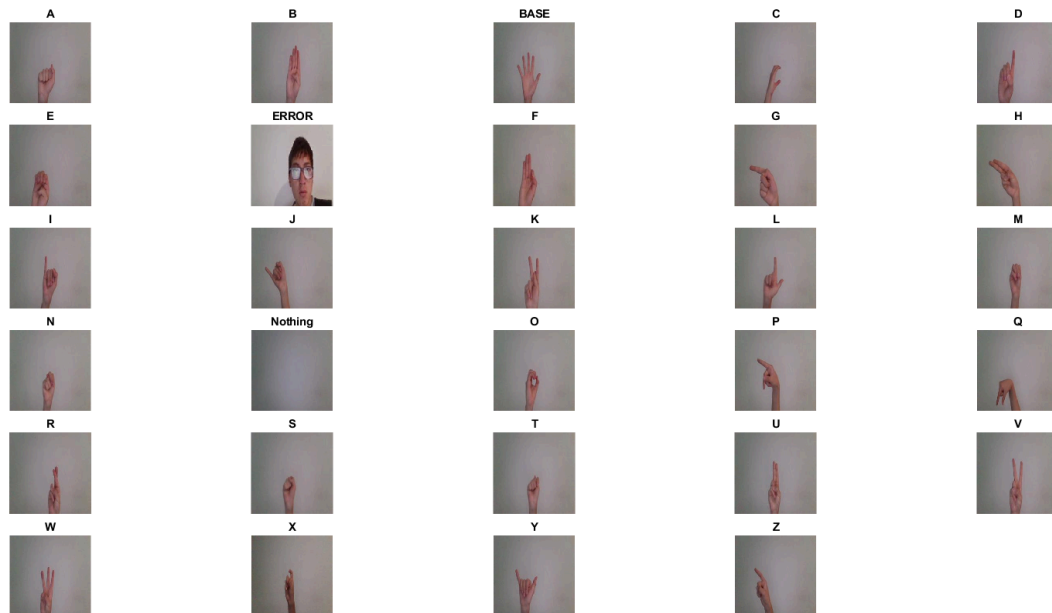 A B BASE C D
E ERROR F G H
I J K L M
N Nothing O P Q
R S T U V
W X Y Z